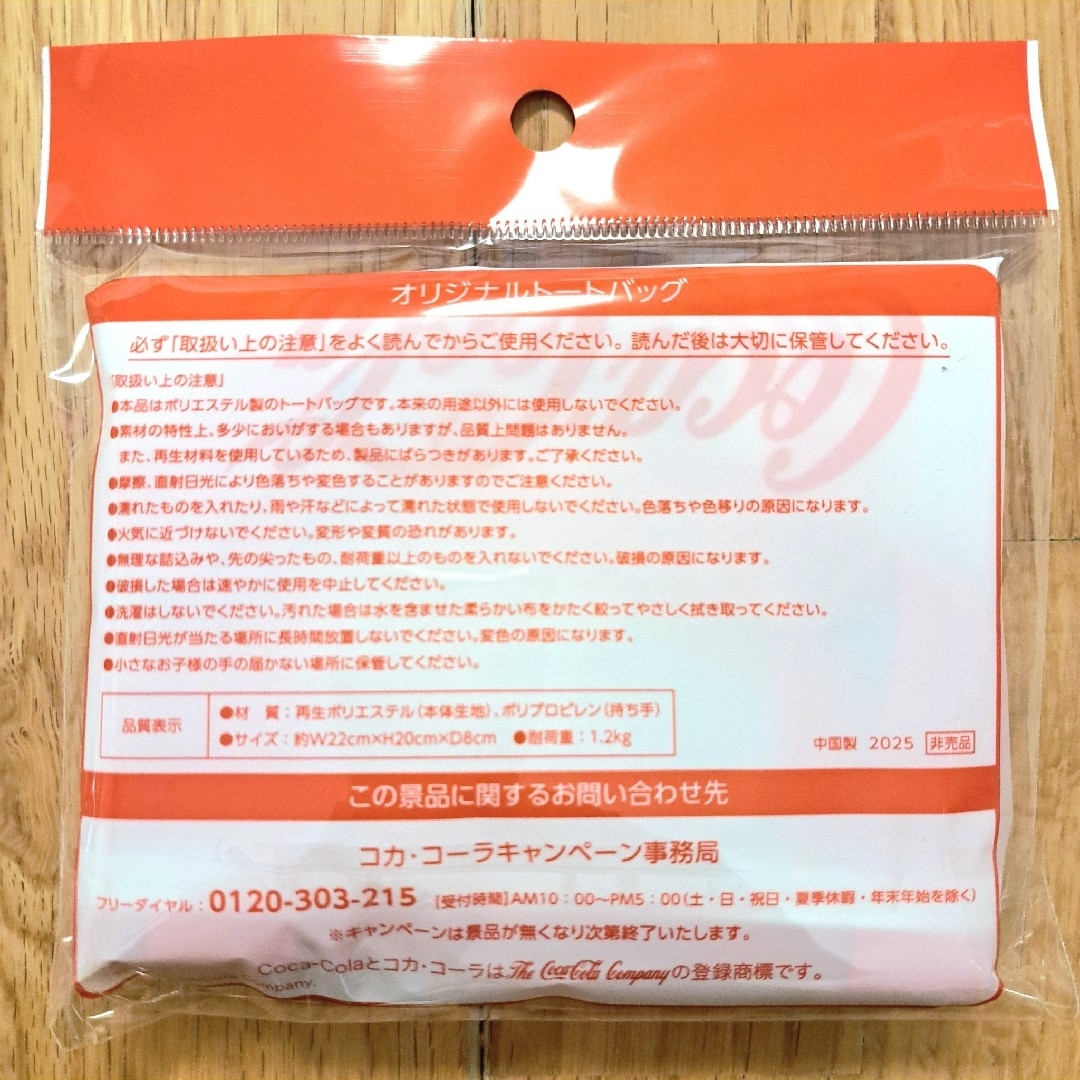 オリジナルトートバッグ
必ず「取扱い上の注意」をよく読んでからご使用ください。読んだ後は大切に保管してください。
「取扱い上の注意」
●本品はポリエステル製のトートバッグです。本来の用途以外には使用しないでください。
●素材の特性上、多少においがする場合もありますが、品質上問題はありません。
また、再生材料を使用しているため、製品にばらつきがあります。ご了承ください。
●摩擦、直射日光により色落ちや変色することがありますのでご注意ください。
●濡れたものを入れたり、雨や汗などによって濡れた状態で使用しないでください。色落ちや色移りの原因になります。
●火気に近づけないでください。変形や変質の恐れがあります。
●無理な詰込みや、先の尖ったもの、耐荷重以上のものを入れないでください。破損の原因になります。
●破損した場合は速やかに使用を中止してください。
●洗濯はしないでください。汚れた場合は水を含ませた柔らかい布をかたく絞ってやさしく拭き取ってください。
●直射日光が当たる場所に長時間放置しないでください。変色の原因になります。
●小さなお子様の手の届かない場所に保管してください。
品質表示
●材 質：再生ポリエステル（本体生地）、ポリプロピレン（持ち手）
●サイズ：約W22cm×H20cm×D8cm ●耐荷重：1.2kg
中国製 2025 非売品
この景品に関するお問い合わせ先
コカ・コーラキャンペーン事務局
フリーダイヤル：0120-303-215 【受付時間】AM10：00〜PM5：00（土・日・祝日・夏季休暇・年末年始を除く）
※キャンペーンは景品が無くなり次第終了いたします。
Coca-Colaとコカ・コーラはThe Coca-Cola Companyの登録商標です。
Company.